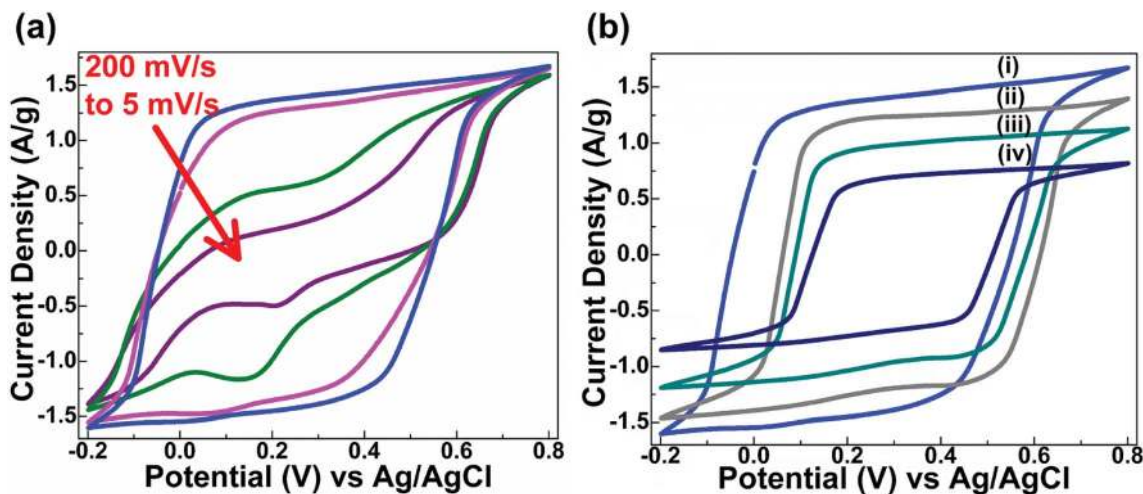 (a)
200 mV/s
to 5 mV/s
Current Density (A/g)
1.5
1.0
0.5
0.0
-0.5
-1.0
-1.5
-0.2 0.0 0.2 0.4 0.6 0.8
Potential (V) vs Ag/AgCl
(b)
(i)
(ii)
(iii)
(iv)
Current Density (A/g)
1.5
1.0
0.5
0.0
-0.5
-1.0
-1.5
-0.2 0.0 0.2 0.4 0.6 0.8
Potential (V) vs Ag/AgCl